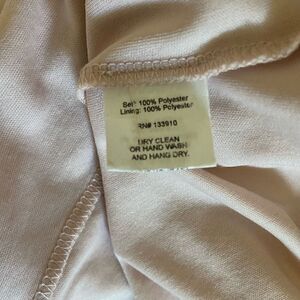 Self: 100% Polyester
Lining: 100% Polyester
RN# 133910
DRY CLEAN
OR HAND WASH
AND HANG DRY.